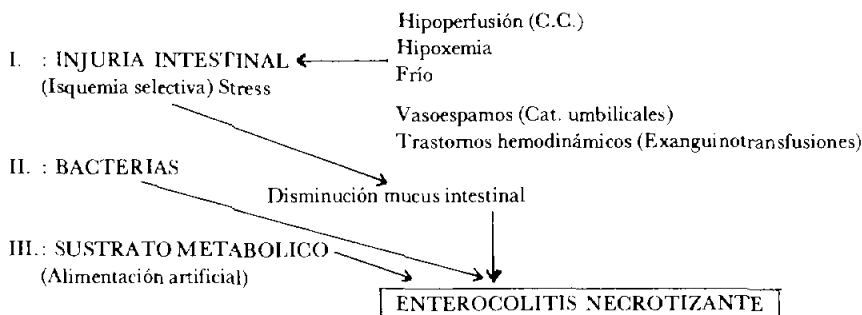 Hipoperfusión (C.C.)
I. : INJURIA INTESTINAL
Hipoxemia
(Isquemia selectiva) Stress
Frío
Vasoespamos (Cat. umbilicales)
Trastornos hemodinámicos (Exanguinotransfusiones)
II. : BACTERIAS
Disminución mucus intestinal
III.: SUSTRATO METABOLICO
(Alimentación artificial)
ENTEROCOLITIS NECROTIZANTE